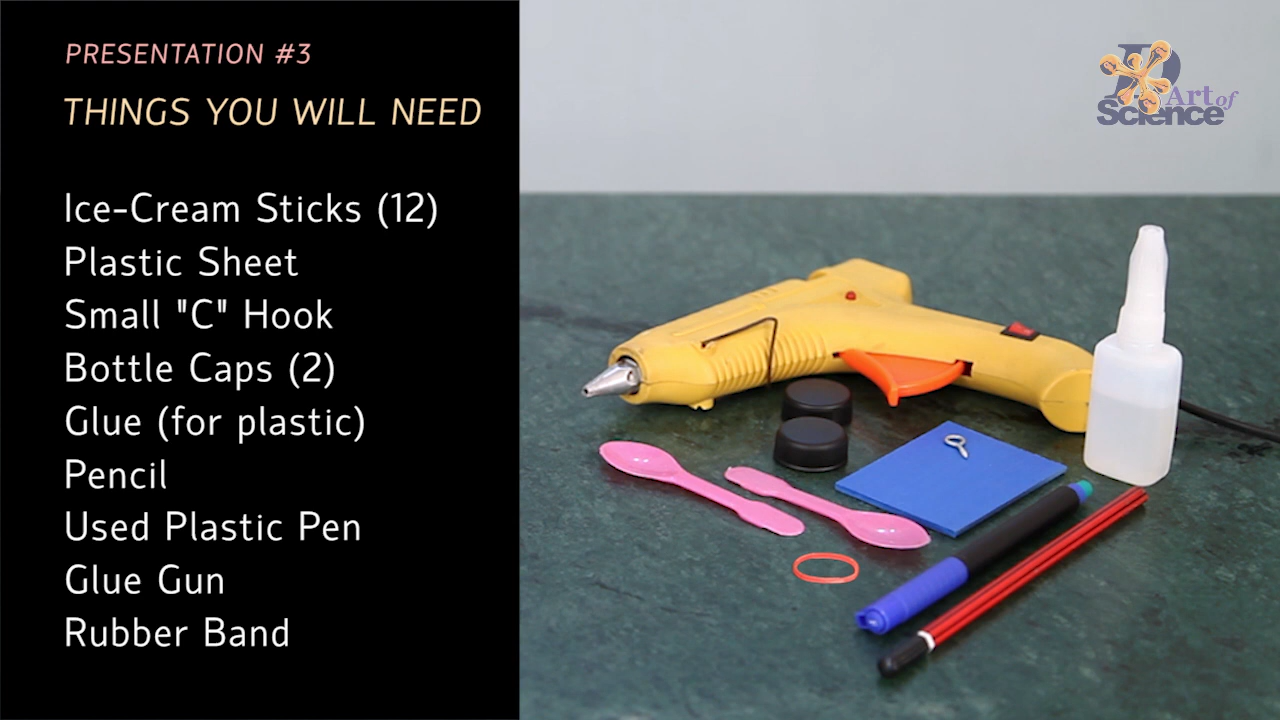 PRESENTATION #3
THINGS YOU WILL NEED
Ice-Cream Sticks (12)
Plastic Sheet
Small "C" Hook
Bottle Caps (2)
Glue (for plastic)
Pencil
Used Plastic Pen
Glue Gun
Rubber Band
D Art of
Science